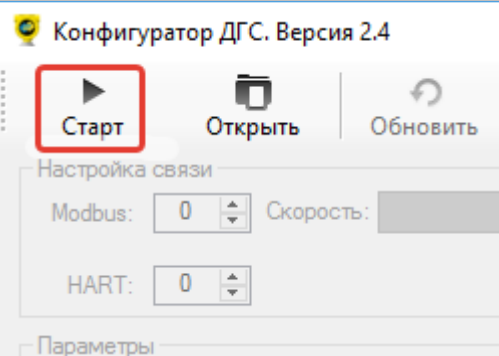 Конфигуратор ДГС. Версия 2.4
Старт Открыть Обновить
Настройка связи
Modbus: 0 Скорость:
HART: 0
Параметры